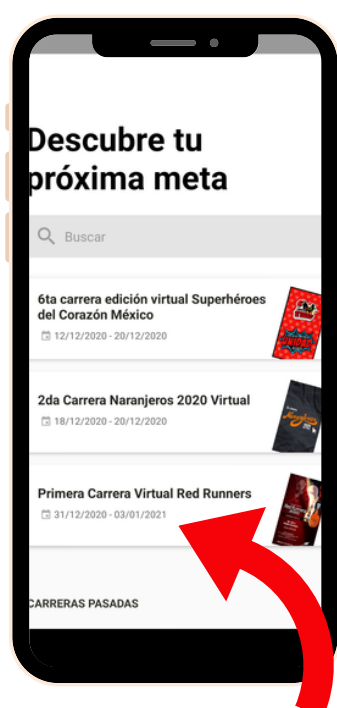 Descubre tu
próxima meta
Buscar
6ta carrera edición virtual Superhéroes
del Corazón México
12/12/2020 - 20/12/2020
2da Carrera Naranjeros 2020 Virtual
18/12/2020 - 20/12/2020
Primera Carrera Virtual Red Runners
31/12/2020 - 03/01/2021
CARRERAS PASADAS